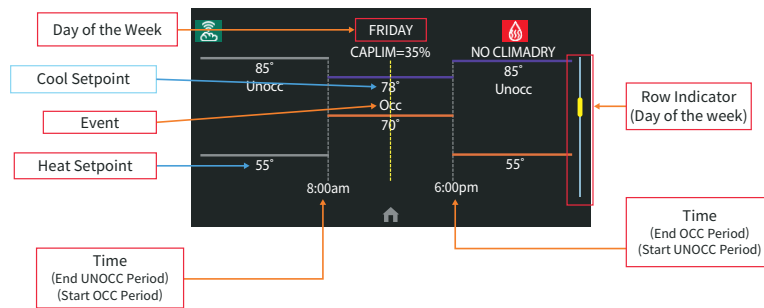 Day of the Week
FRIDAY
CAPLIM=35%
NO CLIMADRY
85°
Unocc
Cool Setpoint
78°
Occ
85°
Unocc
Event
70°
Row Indicator
(Day of the week)
Heat Setpoint
55°
55°
8:00am
6:00pm
Time
(End UNOCC Period)
(Start OCC Period)
Time
(End OCC Period)
(Start UNOCC Period)